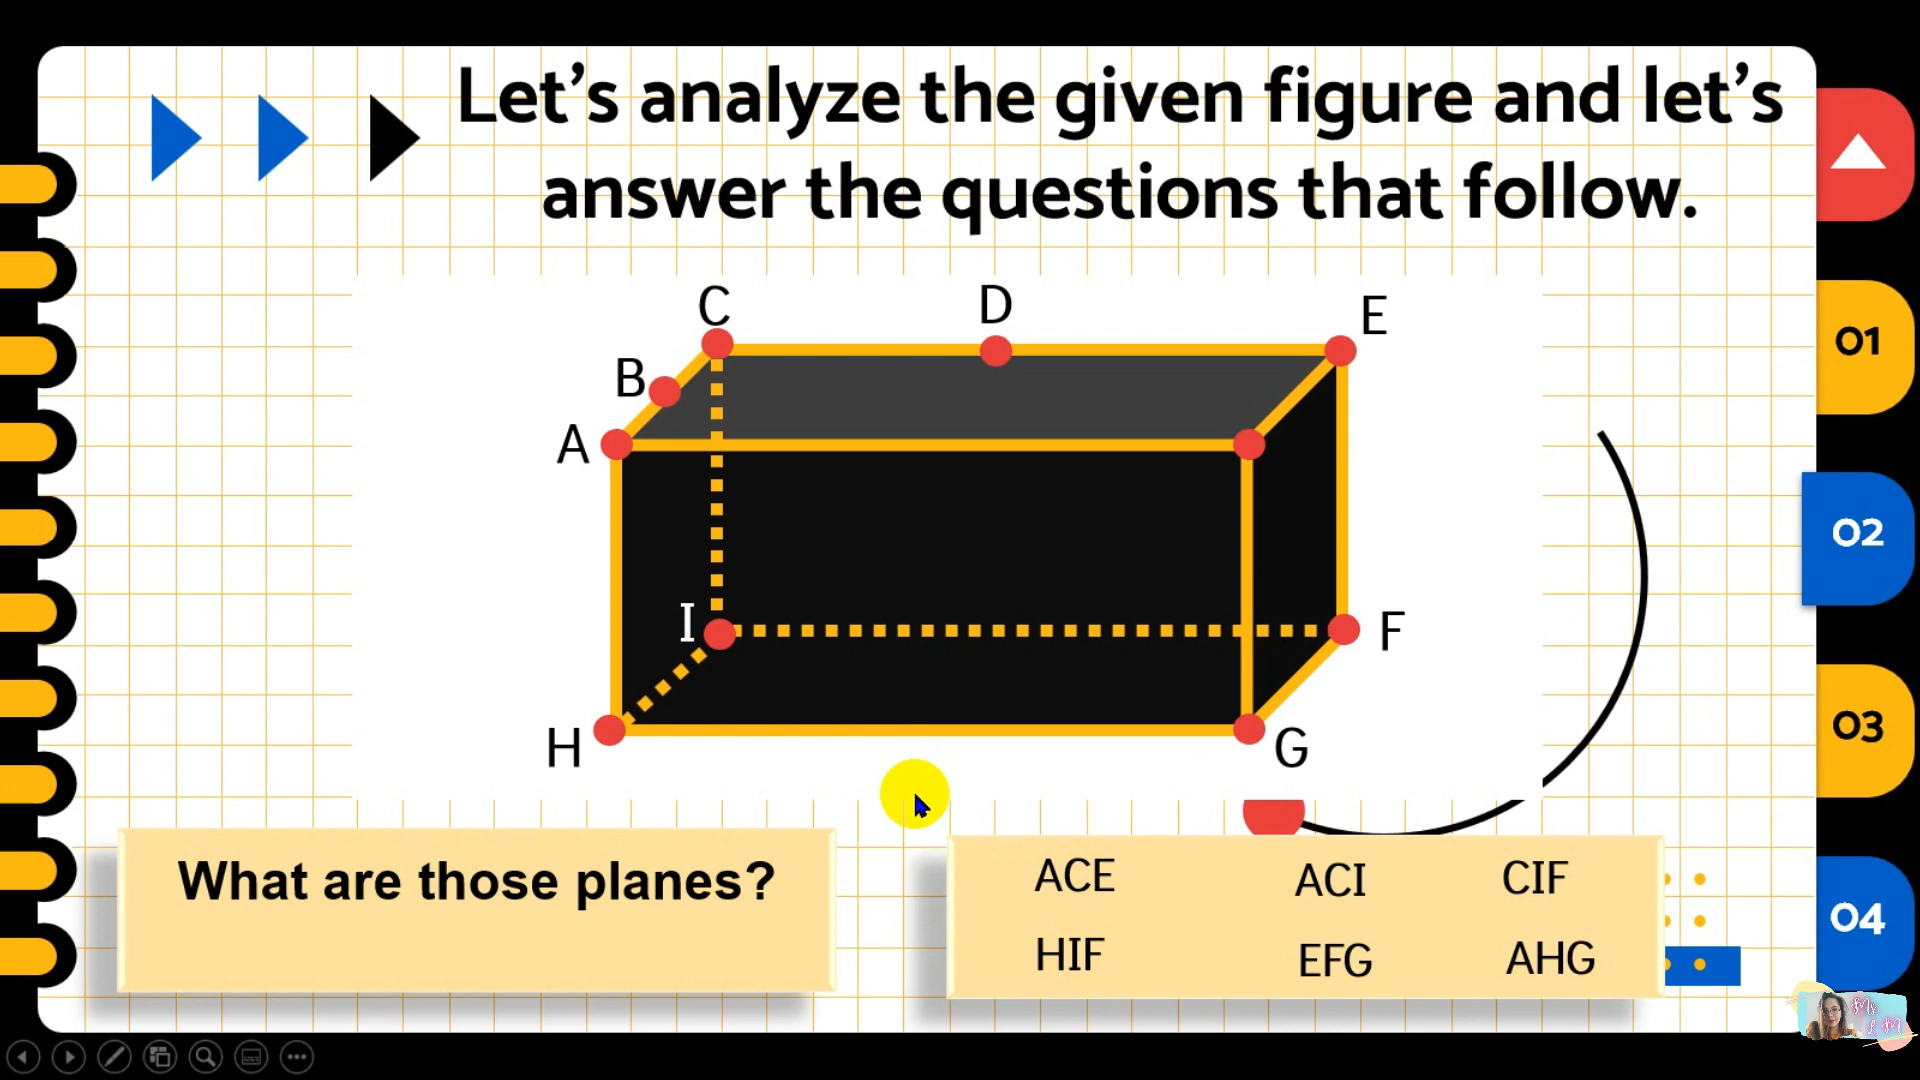 Let's analyze the given figure and let's
answer the questions that follow.
C
D
E
B
A
I
F
H
G
01
02
03
04
What are those planes?
ACE ACI CIF
HIF EFG AHG
Ms.
L M